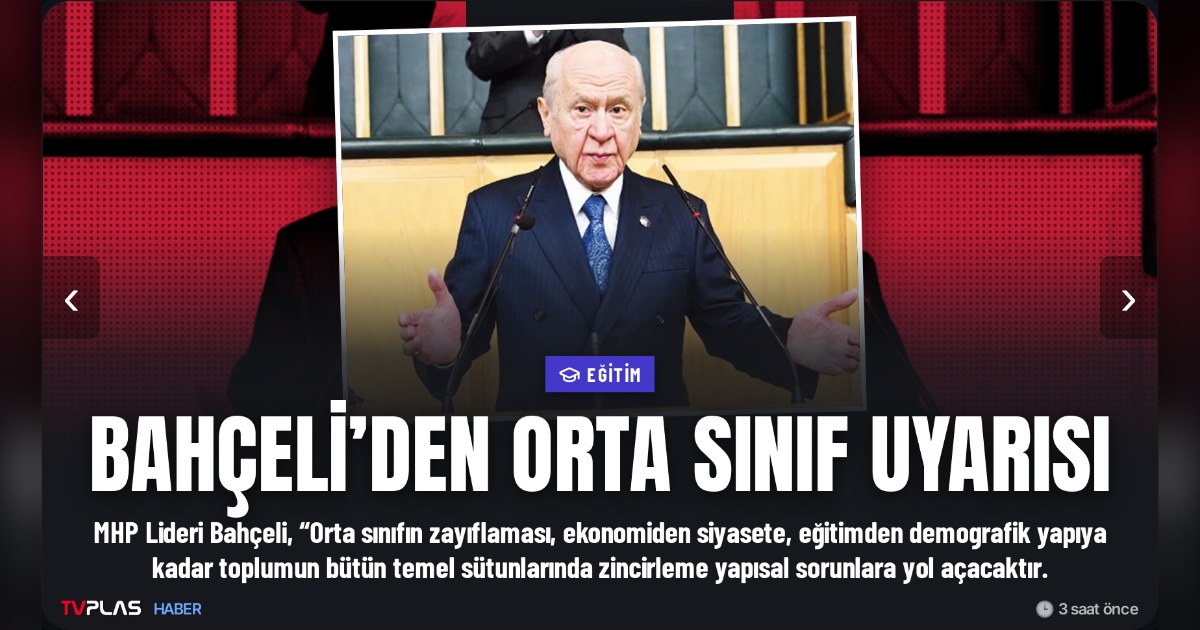 EĞİTİM
BAHÇELİ’DEN ORTA SINIF UYARISI
MHP Lideri Bahçeli, “Orta sınıfın zayıflaması, ekonomiden siyasete, eğitimden demografik yapıya
kadar toplumun bütün temel sütunlarında zincirleme yapısal sorunlara yol açacaktır.
TVPLAS HABER
3 saat önce